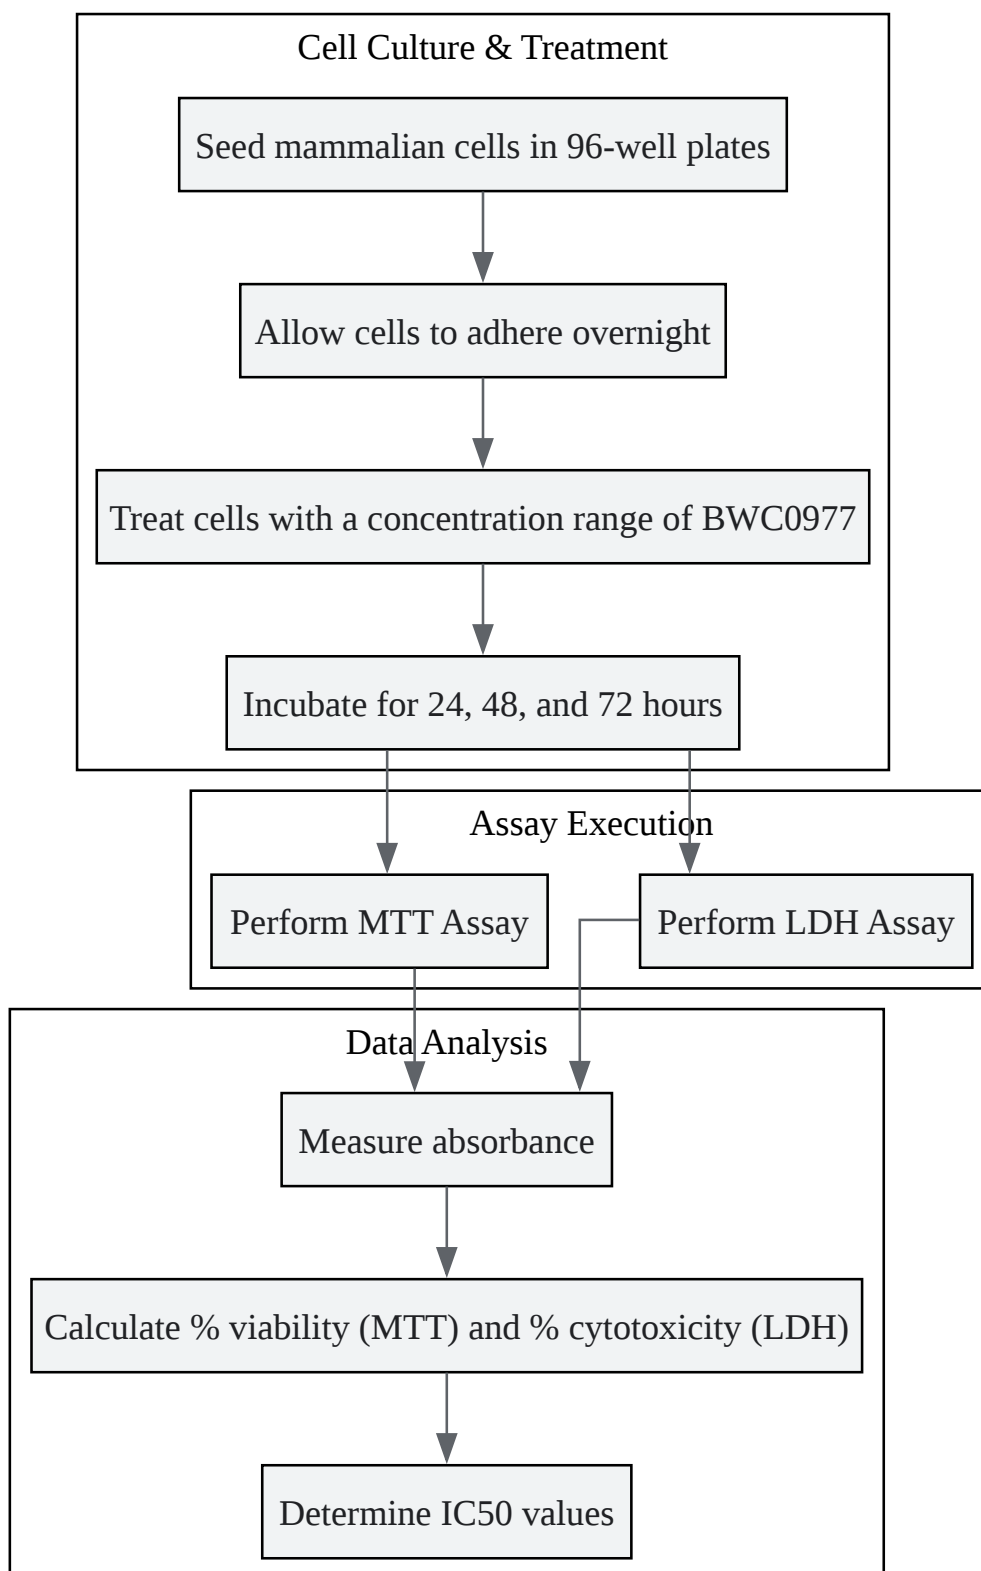 Cell Culture & Treatment
Seed mammalian cells in 96-well plates
Allow cells to adhere overnight
Treat cells with a concentration range of BWC0977
Incubate for 24, 48, and 72 hours
Assay Execution
Perform MTT Assay
Perform LDH Assay
Data Analysis
Measure absorbance
Calculate % viability (MTT) and % cytotoxicity (LDH)
Determine IC50 values